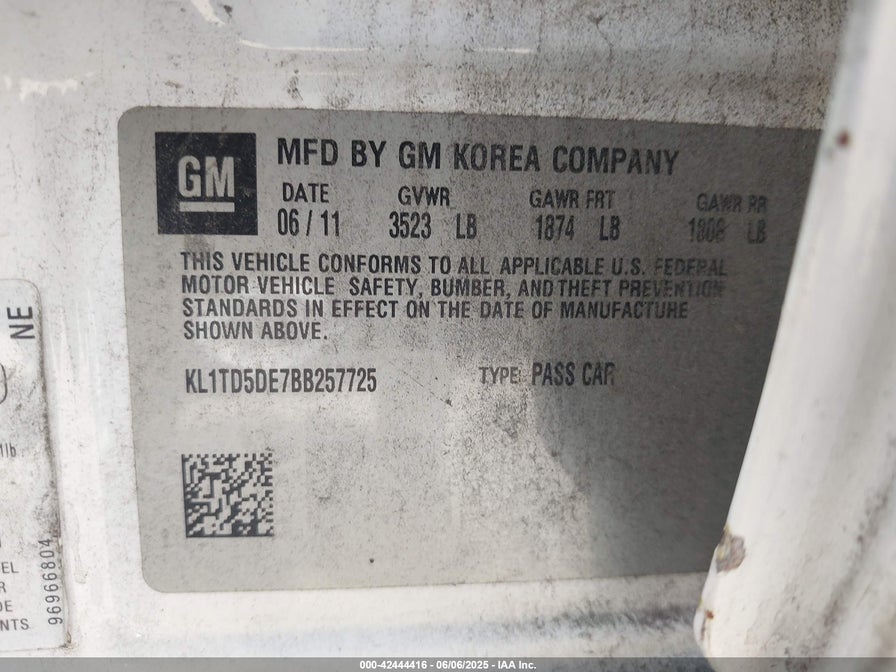 GM
MFD BY GM KOREA COMPANY
DATE GVWR GAWR FRT GAWR RR
06/11 3523 LB 1874 LB 1808 LB
THIS VEHICLE CONFORMS TO ALL APPLICABLE U.S. FEDERAL
MOTOR VEHICLE SAFETY, BUMBER, AND THEFT PREVENTION
STANDARDS IN EFFECT ON THE DATE OF MANUFACTURE
SHOWN ABOVE.
KL1TD5DE7BB257725 TYPE: PASS CAR
NE
96966804
000-42444416 - 06/06/2025 - IAA Inc.